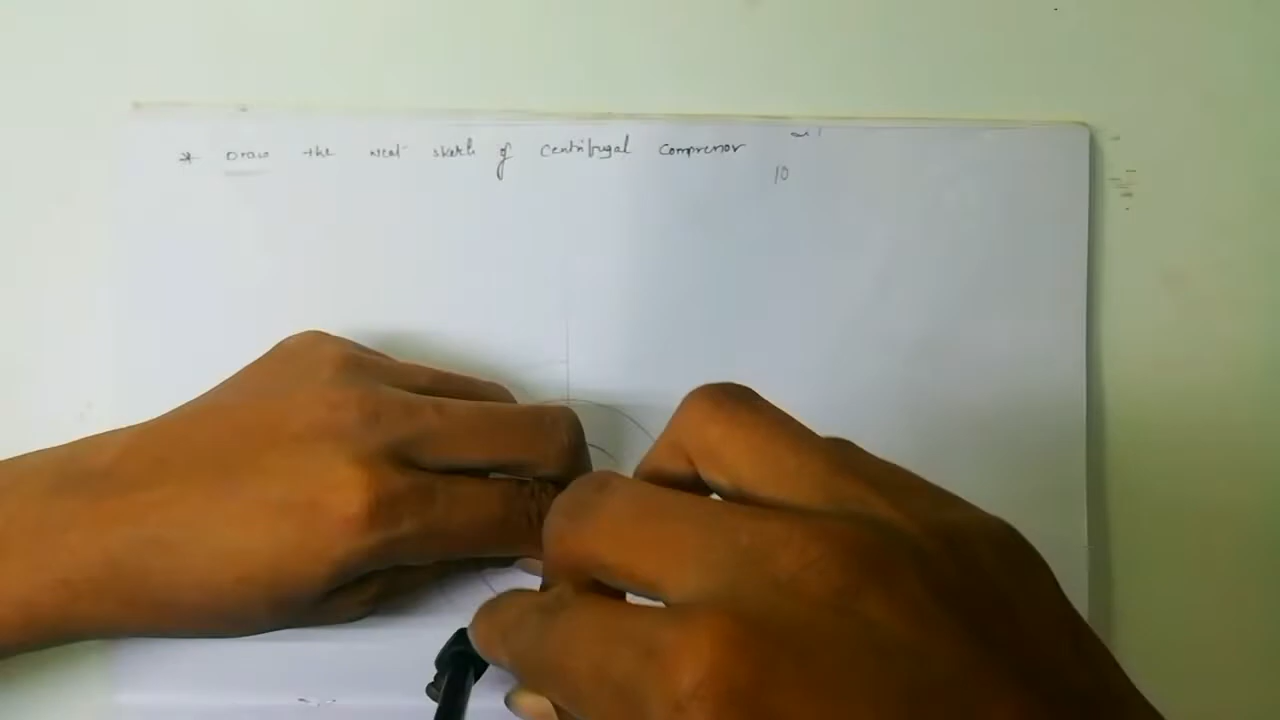 * Draw the neat sketch of centrifugal compressor
10